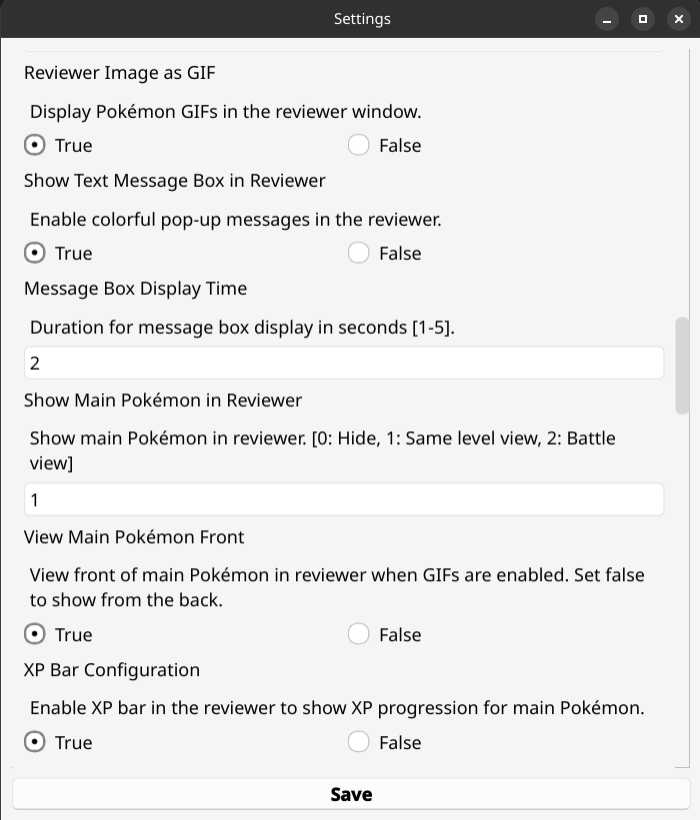 Settings
Reviewer Image as GIF
Display Pokémon GIFs in the reviewer window.
True False
Show Text Message Box in Reviewer
Enable colorful pop-up messages in the reviewer.
True False
Message Box Display Time
Duration for message box display in seconds [1-5].
2
Show Main Pokémon in Reviewer
Show main Pokémon in reviewer. [0: Hide, 1: Same level view, 2: Battle
view]
1
View Main Pokémon Front
View front of main Pokémon in reviewer when GIFs are enabled. Set false
to show from the back.
True False
XP Bar Configuration
Enable XP bar in the reviewer to show XP progression for main Pokémon.
True False
Save